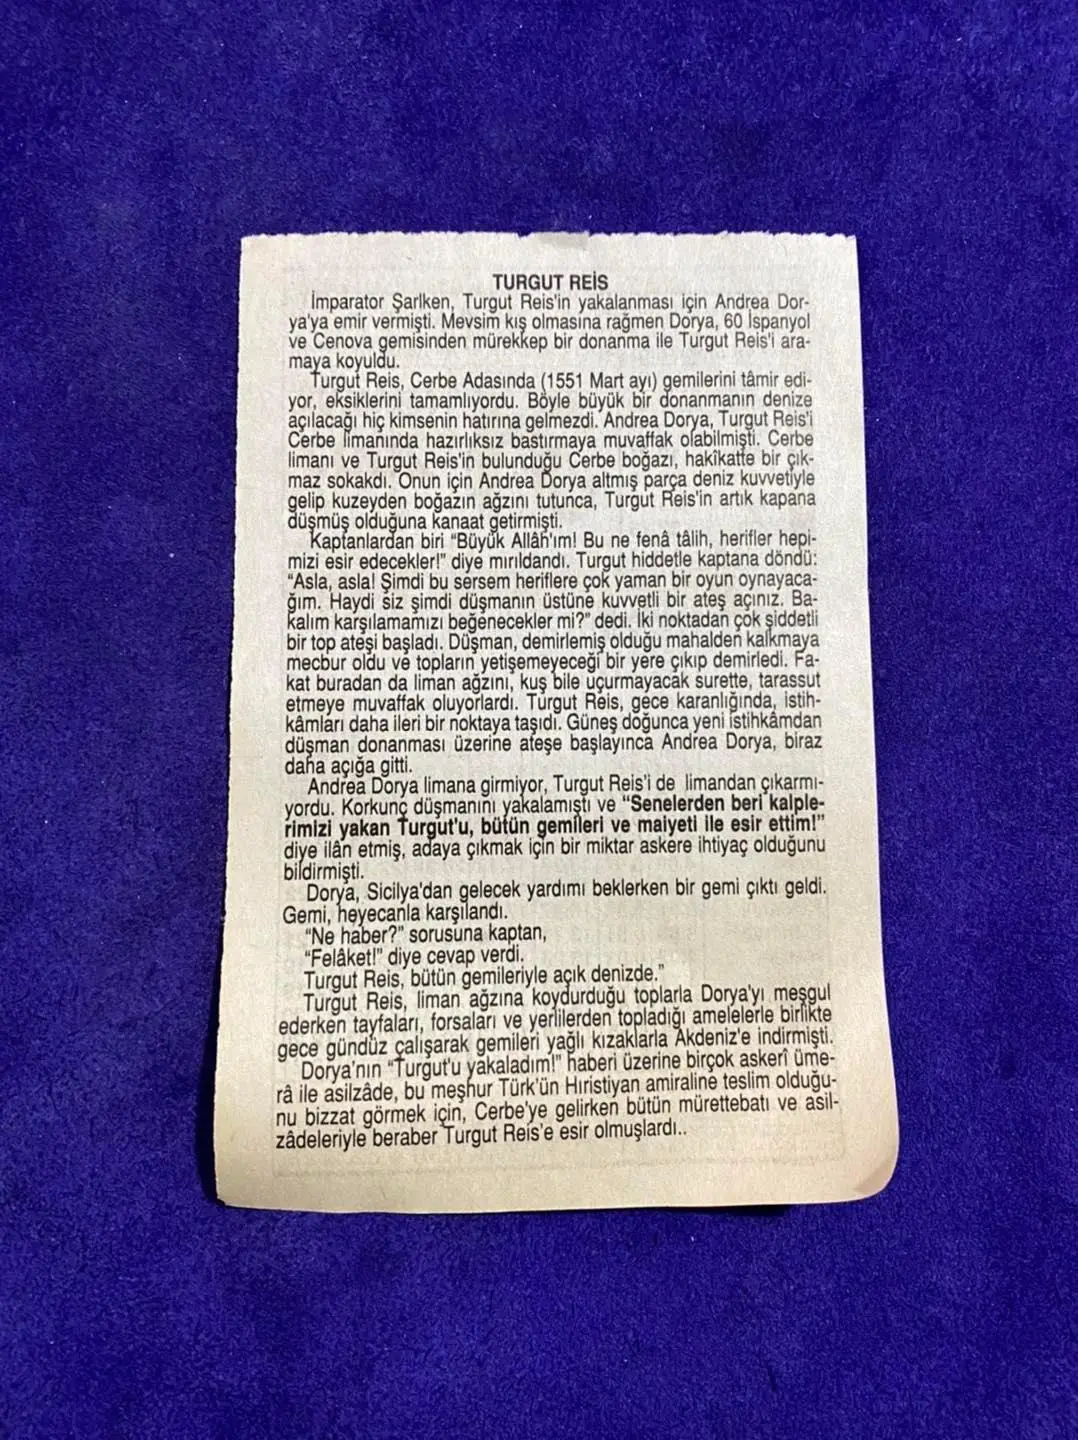 TURGUT REİS
İmparator Şarlken, Turgut Reis'in yakalanması için Andrea Dor-
ya'ya emir vermişti. Mevsim kış olmasına rağmen Dorya, 60 İspanyol
ve Cenova gemisinden mürekkep bir donanma ile Turgut Reis'i ara-
maya koyuldu.
Turgut Reis, Cerbe Adasında (1551 Mart ayı) gemilerini tâmir edi-
yor, eksiklerini tamamlıyordu. Böyle büyük bir donanmanın denize
açılacağı hiç kimsenin hatırına gelmezdi. Andrea Dorya, Turgut Reis'i
Cerbe limanında hazırlıksız bastırmaya muvaffak olabilmişti. Cerbe
limanı ve Turgut Reis'in bulunduğu Cerbe boğazı, hakîkatte bir çık-
maz sokakdı. Onun için Andrea Dorya altmış parça deniz kuvvetiyle
gelip kuzeyden boğazın ağzını tutunca, Turgut Reis'in artık kapana
düşmüş olduğuna kanaat getirmişti.
Kaptanlardan biri “Büyük Allâh'ım! Bu ne fenâ tâlih, herifler hepi-
mizi esir edecekler!” diye mırıldandı. Turgut hiddetle kaptana döndü:
“Asla, asla! Şimdi bu sersem heriflere çok yaman bir oyun oynayaca-
ğım. Haydi siz şimdi düşmanın üstüne kuvvetli bir ateş açınız. Ba-
kalım karşılamamızı beğenecekler mi?” dedi. İki noktadan çok şiddetli
bir top ateşi başladı. Düşman, demirlemiş olduğu mahalden kalkmaya
mecbur oldu ve topların yetişemeyeceği bir yere çıkıp demirledi. Fa-
kat buradan da liman ağzını, kuş bile uçurmayacak surette, tarassut
etmeye muvaffak oluyorlardı. Turgut Reis, gece karanlığında, istih-
kâmları daha ileri bir noktaya taşıdı. Güneş doğunca yeni istihkâmdan
düşman donanması üzerine ateşe başlayınca Andrea Dorya, biraz
daha açığa gitti.
Andrea Dorya limana girmiyor, Turgut Reis'i de limandan çıkarmı-
yordu. Korkunç düşmanını yakalamıştı ve “Senelerden beri kalple-
rimizi yakan Turgut'u, bütün gemileri ve maiyeti ile esir ettim!”
diye ilân etmiş, adaya çıkmak için bir miktar askere ihtiyaç olduğunu
bildirmişti.
Dorya, Sicilya'dan gelecek yardımı beklerken bir gemi çıktı geldi.
Gemi, heyecanla karşılandı.
“Ne haber?” sorusuna kaptan,
“Felâket!” diye cevap verdi.
Turgut Reis, bütün gemileriyle açık denizde.”
Turgut Reis, liman ağzına koydurduğu toplarla Dorya'yı meşgul
ederken tayfaları, forsaları ve yerlilerden topladığı amelelerle birlikte
gece gündüz çalışarak gemileri yağlı kızaklarla Akdeniz'e indirmişti.
Dorya'nın “Turgut'u yakaladım!” haberi üzerine birçok askerî üme-
râ ile asilzâde, bu meşhur Türk'ün Hıristiyan amiraline teslim olduğu-
nu bizzat görmek için, Cerbe'ye gelirken bütün mürettebatı ve asil-
zâdeleriyle beraber Turgut Reis'e esir olmuşlardı..